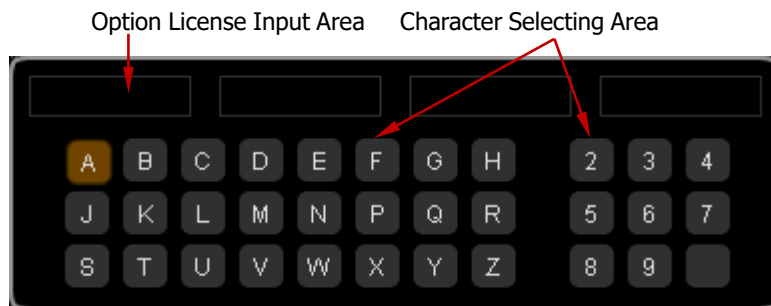 Option License Input Area Character Selecting Area
A B C D E F G H 2 3 4
J K L M N P Q R 5 6 7
S T U V W X Y Z 8 9